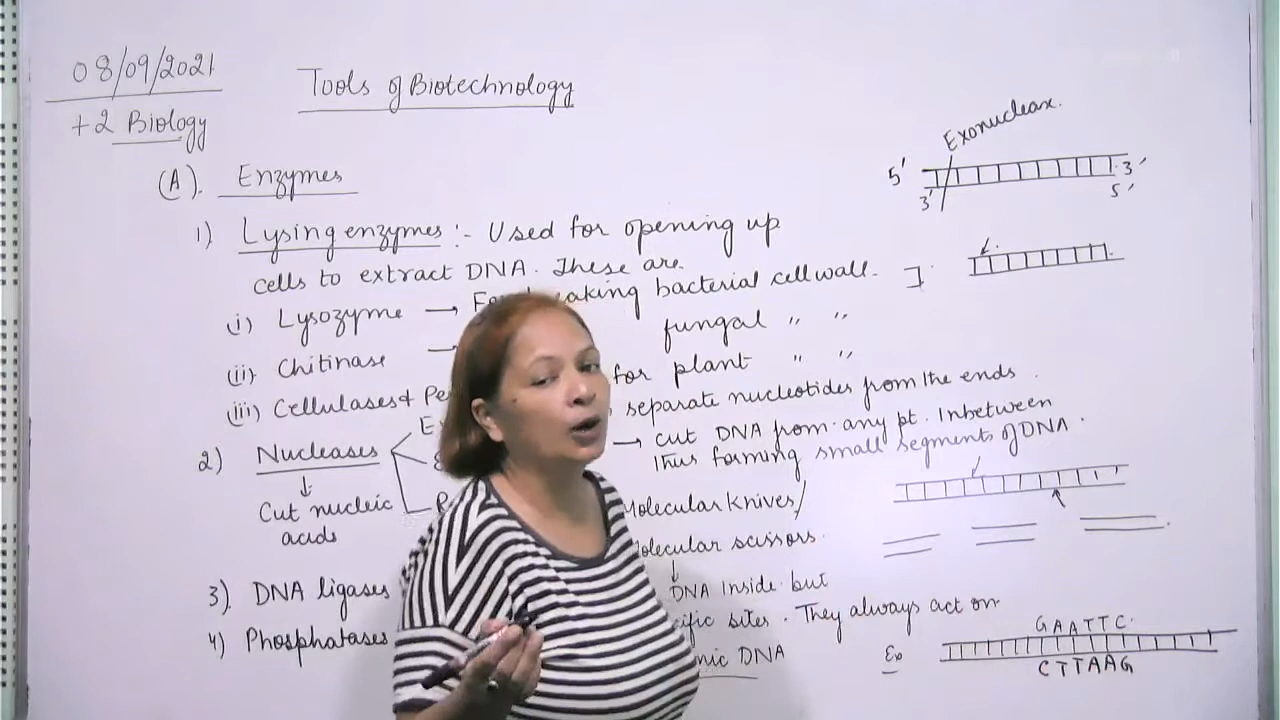 08/09/2021
+2 Biology
Tools of Biotechnology
(A). Enzymes
1) Lysing enzymes :- Used for opening up
cells to extract DNA. These are
(i) Lysozyme → aking bacterial cellwall.
(ii) Chitinase → fungal " "
(iii) Cellulases & Pe for plant " "
2) Nucleases
↓
Cut nucleic
acids
separate nucleotides from the ends.
→ cut DNA from any pt. Inbetween
Thus forming small segments of DNA.
Molecular Knives/
Molecular scissors.
↓
DNA Inside but
cific sites. They always act on
mic DNA
3). DNA ligases
4) Phosphatases
Exonuclease.
5' 3'
3' 5'
Ex
GAATTC.
CTTAAG